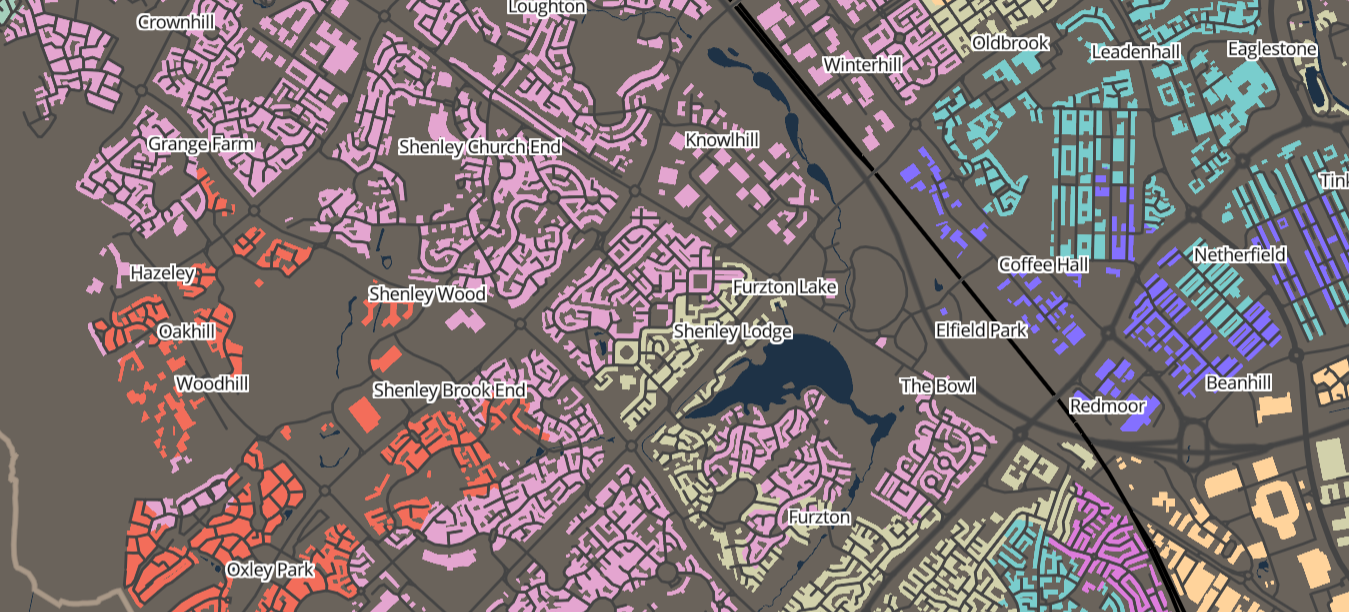 Loughton
Crownhill
Oldbrook
Eaglestone
Leadenhall
Winterhill
Knowlhill
Grange Farm
Shenley Church End
Netherfield
Coffee Hall
Hazeley
Furzton Lake
Shenley Wood
Elfield Park
Oakhill
Shenley Lodge
Woodhill
Beanhill
The Bowl
Shenley Brook End
Redmoor
Furzton
Oxley Park